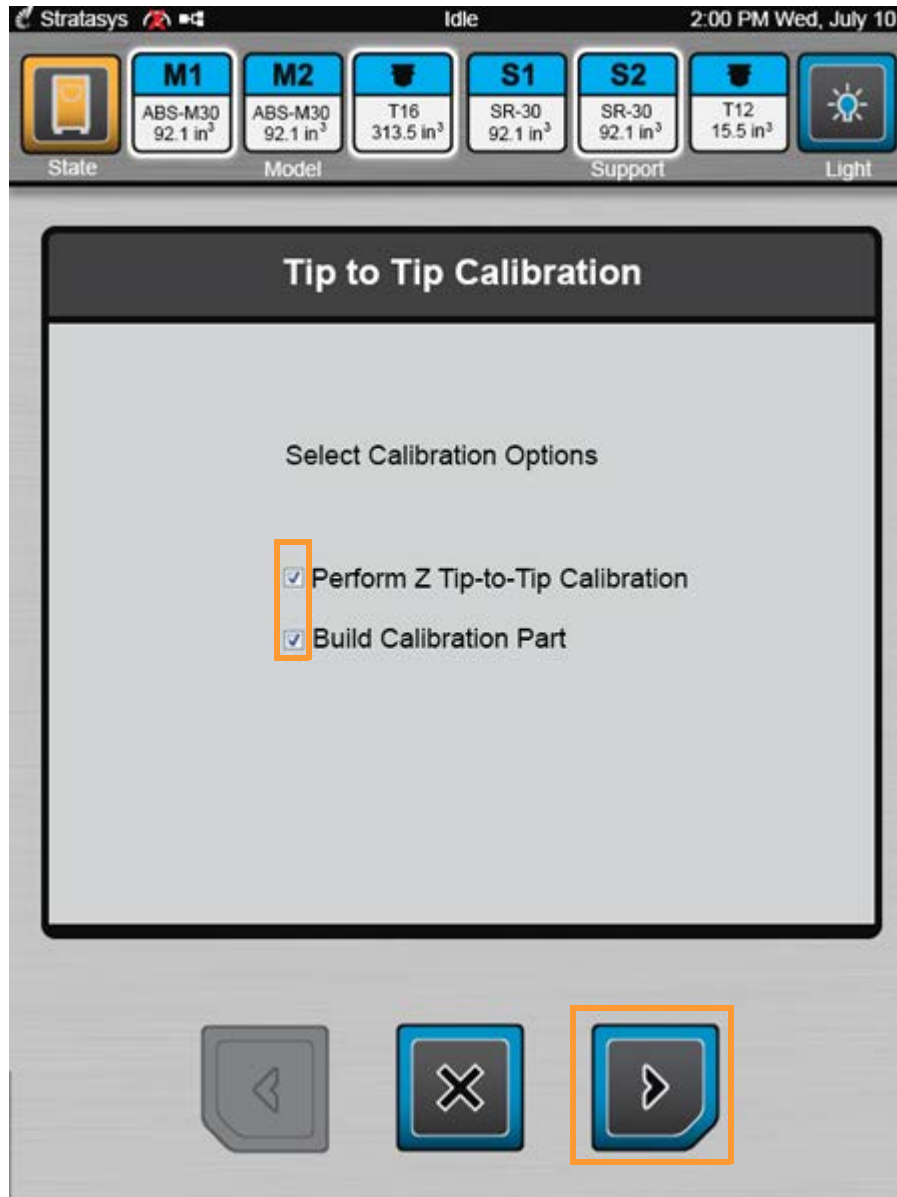 Stratasys Idle 2:00 PM Wed, July 10
M1 M2 S1 S2
ABS-M30 ABS-M30 T16 SR-30 SR-30 T12
92.1 in³ 92.1 in³ 313.5 in³ 92.1 in³ 92.1 in³ 15.5 in³
State Model Support Light
Tip to Tip Calibration
Select Calibration Options
Perform Z Tip-to-Tip Calibration
Build Calibration Part